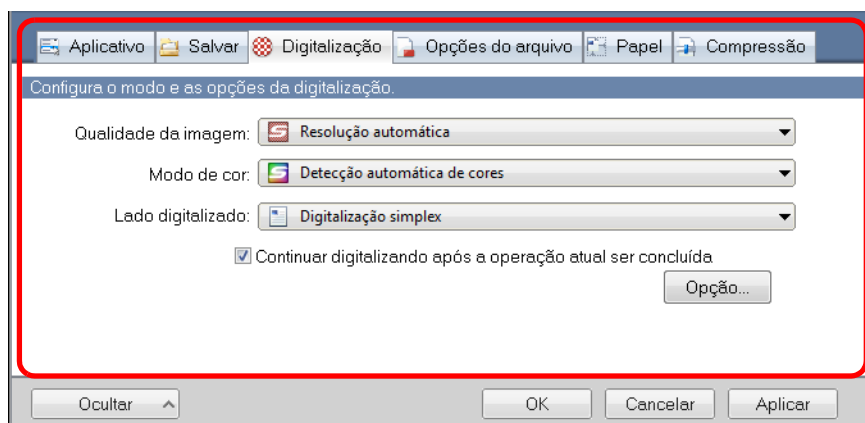 Aplicativo Salvar Digitalização Opções do arquivo Papel Compressão
Configura o modo e as opções da digitalização.
Qualidade da imagem: Resolução automática
Modo de cor: Detecção automática de cores
Lado digitalizado: Digitalização simplex
Continuar digitalizando após a operação atual ser concluída
Opção...
Ocultar OK Cancelar Aplicar